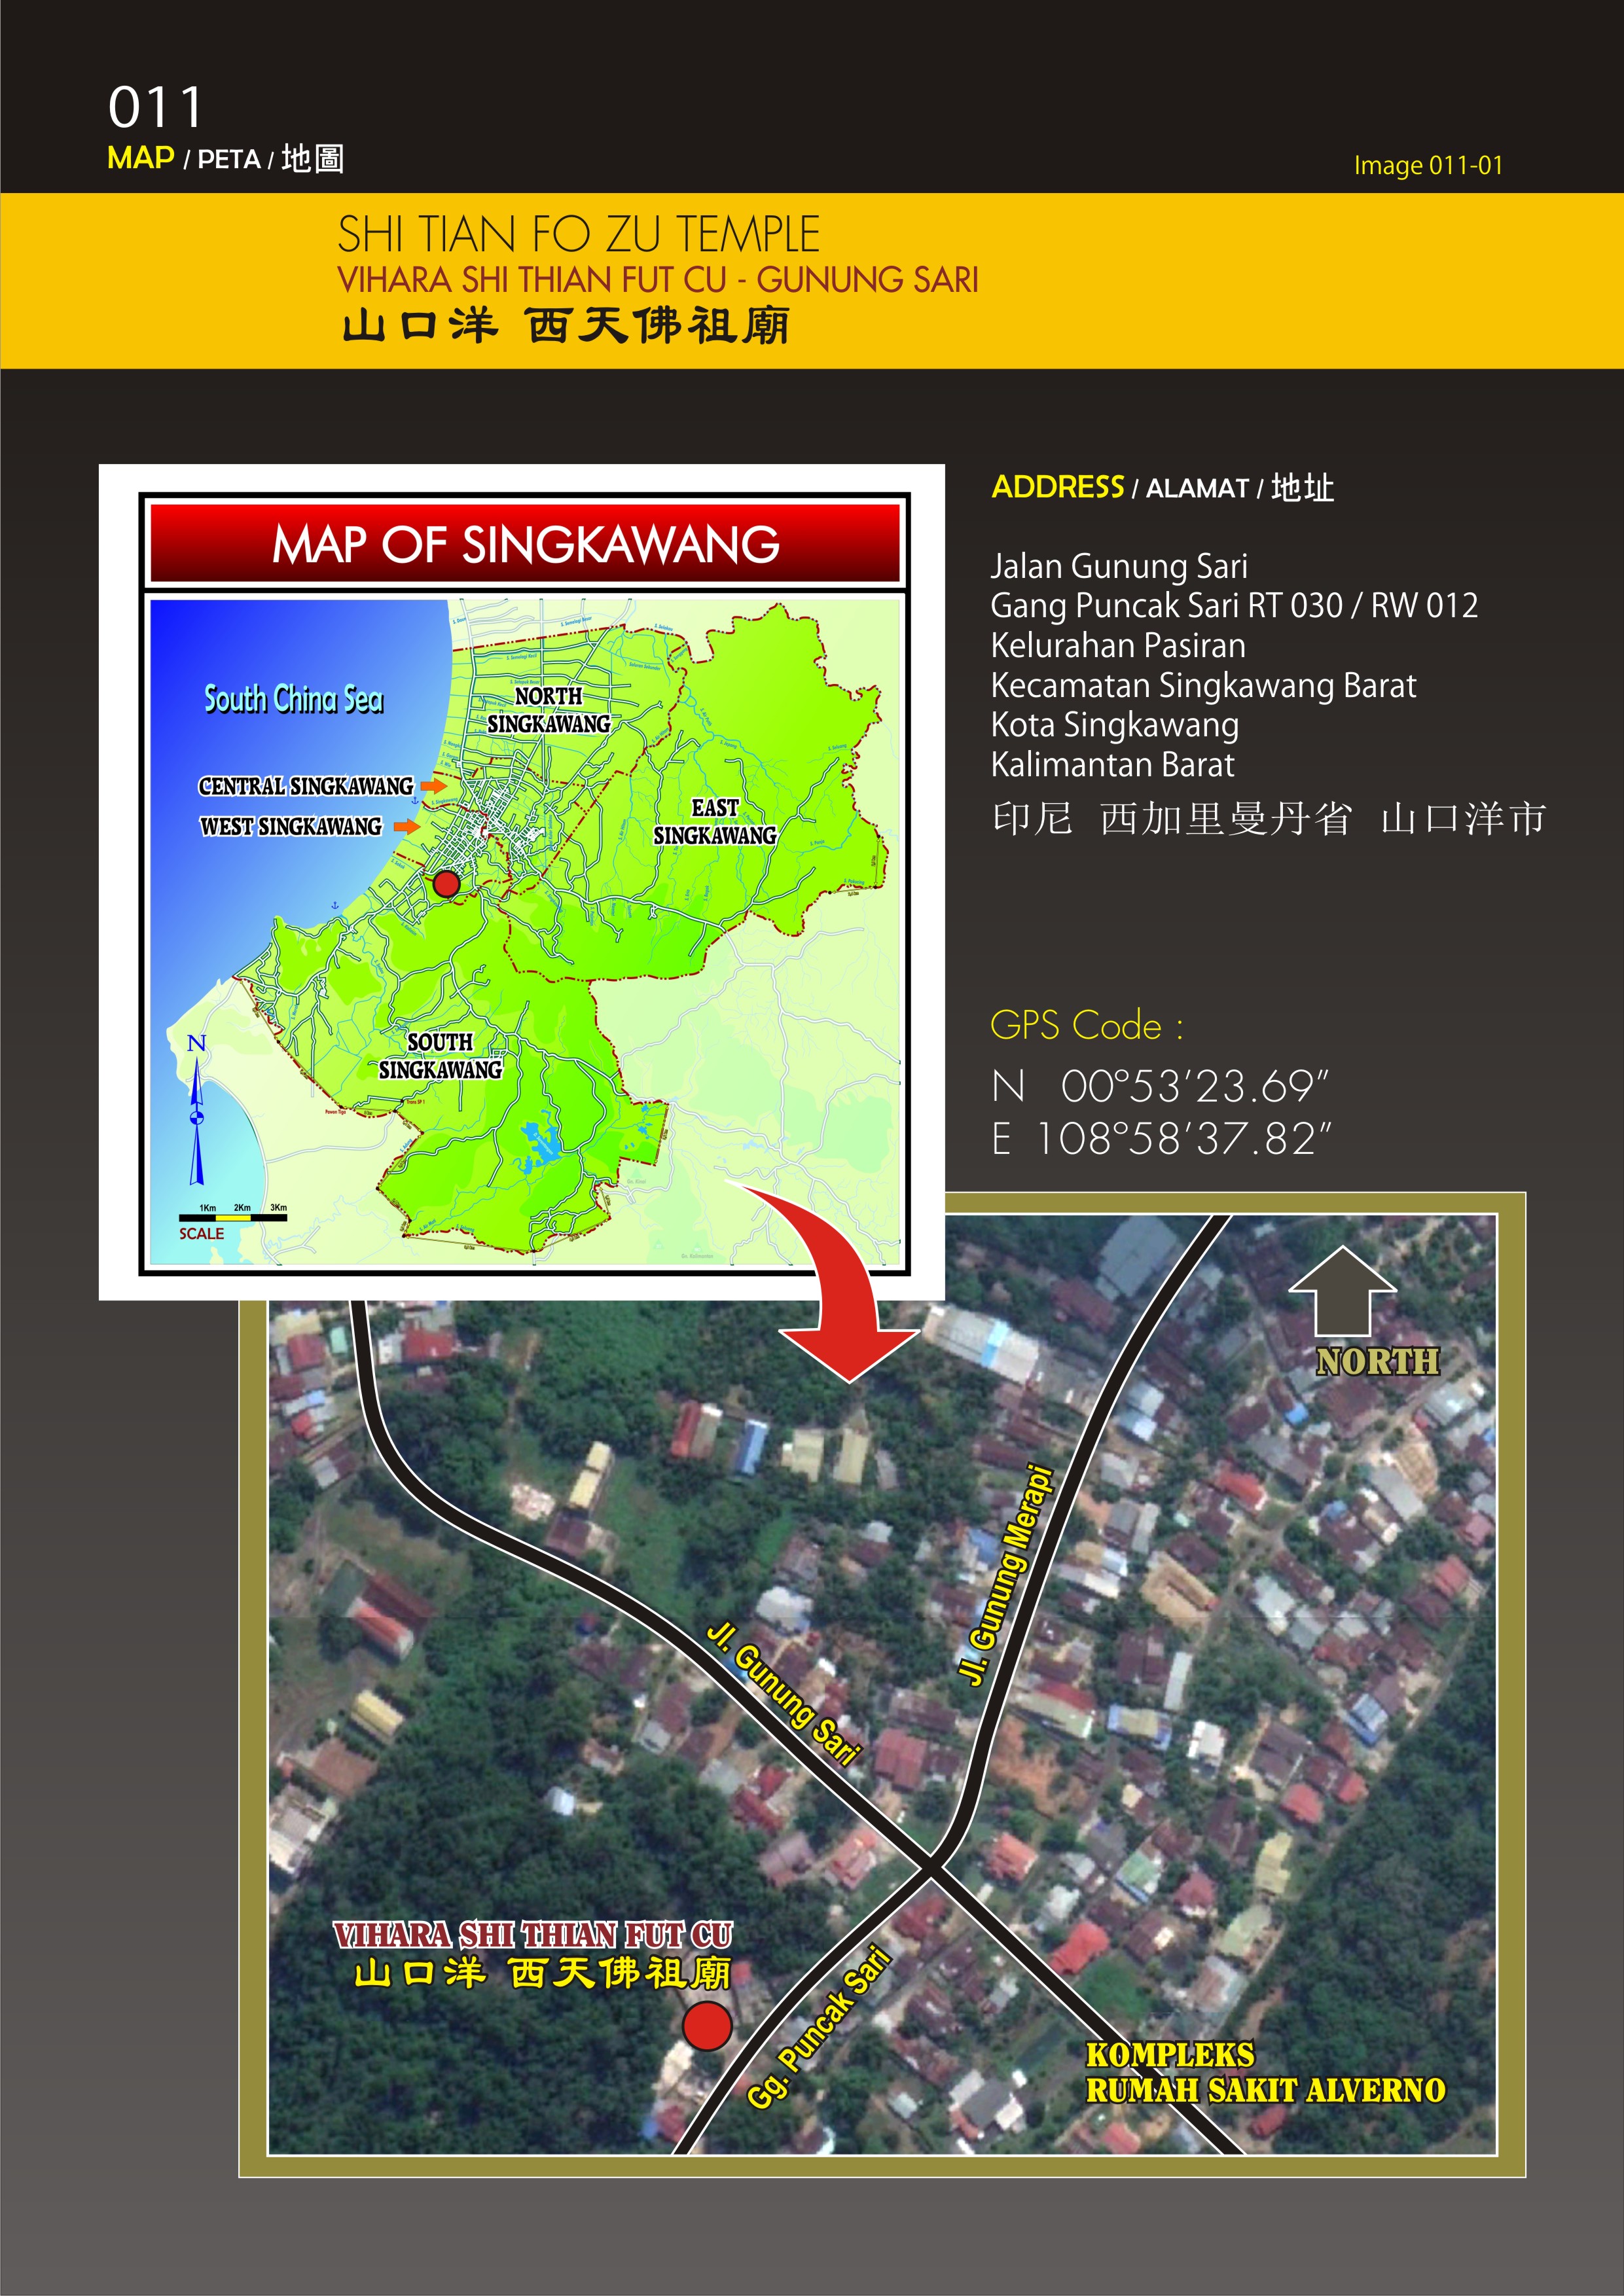 011
MAP / PETA / 地圖
Image 011-01
SHI TIAN FO ZU TEMPLE
VIHARA SHI THIAN FUT CU - GUNUNG SARI
山口洋 西天佛祖廟
MAP OF SINGKAWANG
South China Sea
NORTH
SINGKAWANG
CENTRAL SINGKAWANG
WEST SINGKAWANG
EAST
SINGKAWANG
SOUTH
SINGKAWANG
N
1Km 2Km 3Km
SCALE
ADDRESS / ALAMAT / 地址
Jalan Gunung Sari
Gang Puncak Sari RT 030 / RW 012
Kelurahan Pasiran
Kecamatan Singkawang Barat
Kota Singkawang
Kalimantan Barat
印尼 西加里曼丹省 山口洋市
GPS Code :
N 00º53’23.69”
E 108º58’37.82”
NORTH
Jl. Gunung Merapi
Jl. Gunung Sari
VIHARA SHI THIAN FUT CU
山口洋 西天佛祖廟
Gg. Puncak Sari
KOMPLEKS
RUMAH SAKIT ALVERNO